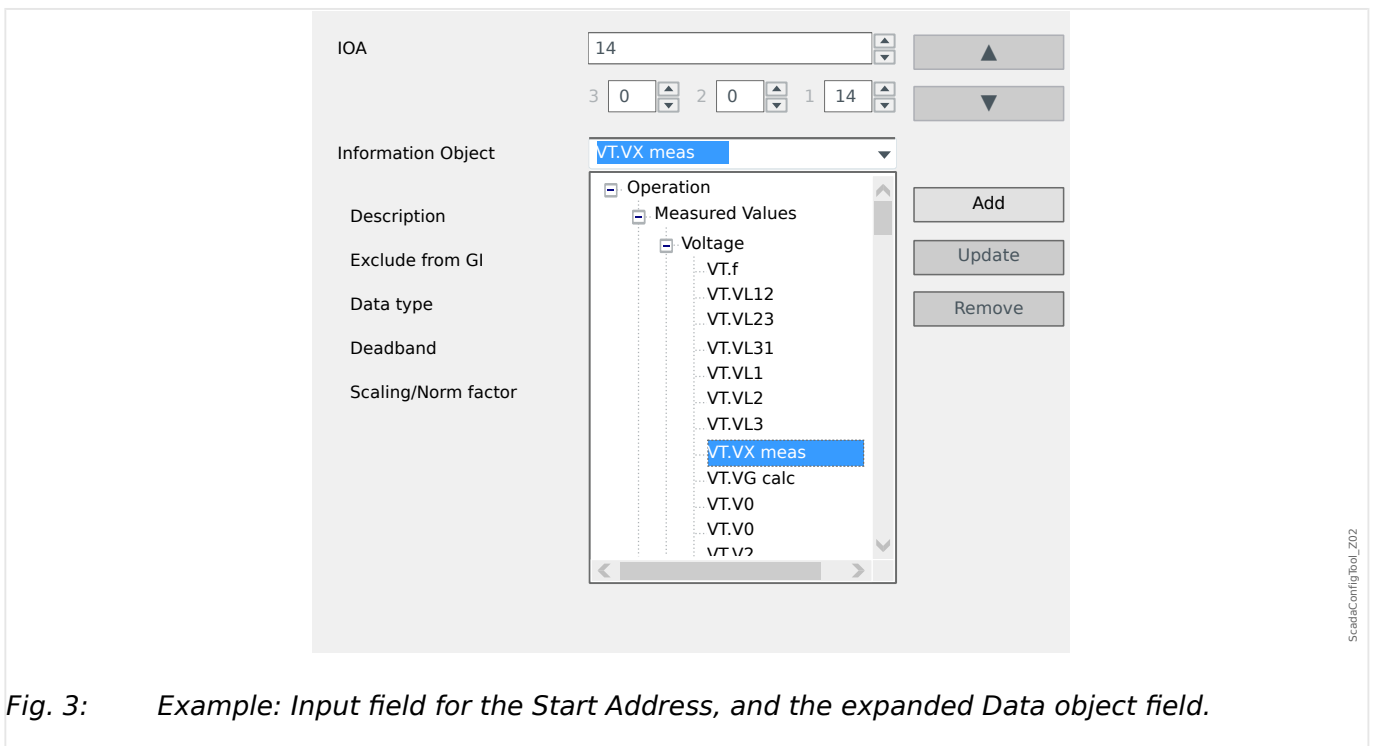 IOA
14
▲
3 0 2 0 1 14
▼
Information Object
VT.VX meas
Operation
Add
Measured Values
Description
Voltage
Update
Exclude from GI
VT.f
VT.VL12
Data type
Remove
VT.VL23
Deadband
VT.VL31
VT.VL1
Scaling/Norm factor
VT.VL2
VT.VL3
VT.VX meas
VT.VG calc
VT.V0
VT.V0
VT.V2
ScadaConfigTool_Z02
Fig. 3: Example: Input field for the Start Address, and the expanded Data object field.